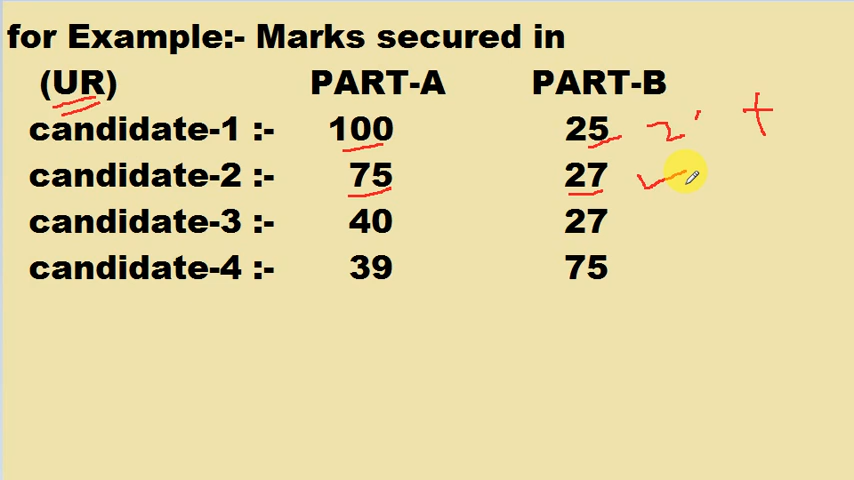 for Example:- Marks secured in
(UR) PART-A PART-B
candidate-1 :- 100 25
candidate-2 :- 75 27
candidate-3 :- 40 27
candidate-4 :- 39 75